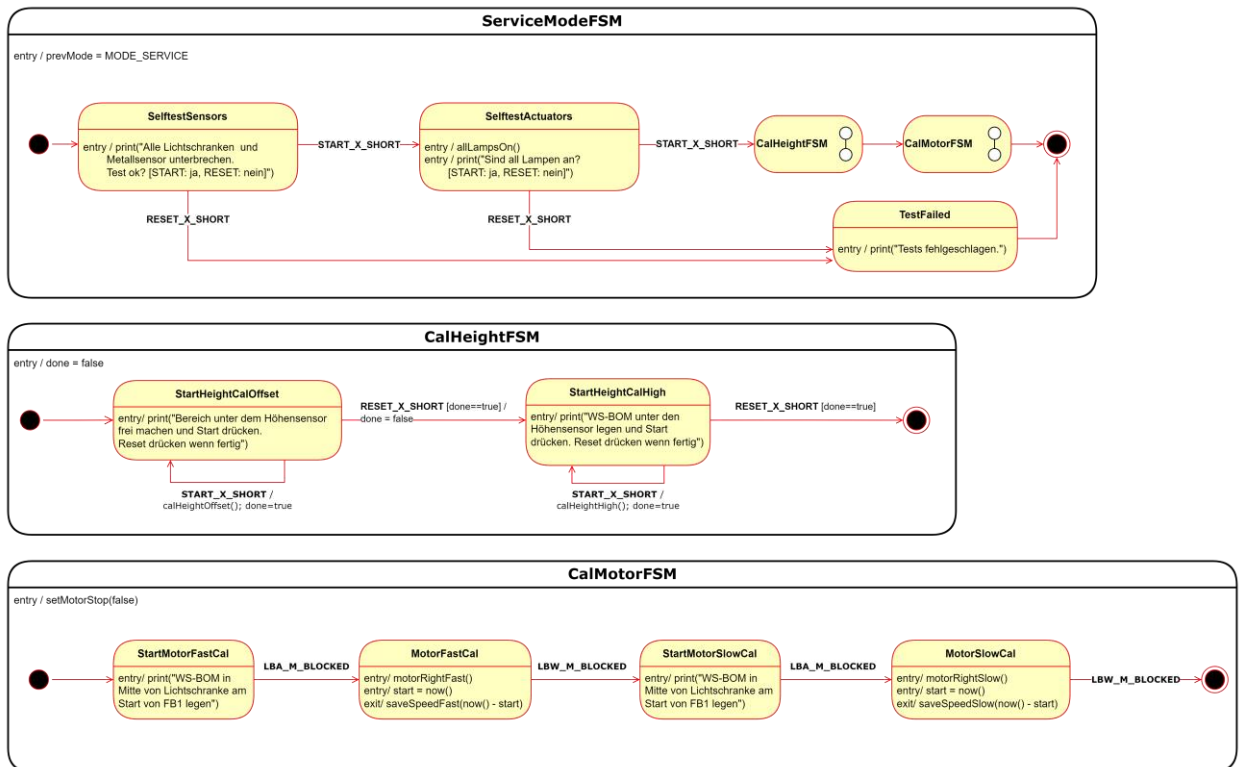 ServiceModeFSM
entry / prevMode = MODE_SERVICE
SelftestSensors
entry / print("Alle Lichtschranken und
Metallsensor unterbrechen.
Test ok? [START: ja, RESET: nein]")
START_X_SHORT
SelftestActuators
entry / allLampsOn()
entry / print("Sind all Lampen an?
[START: ja, RESET: nein]")
START_X_SHORT
CalHeightFSM
CalMotorFSM
RESET_X_SHORT
RESET_X_SHORT
TestFailed
entry / print("Tests fehlgeschlagen.")
CalHeightFSM
entry / done = false
StartHeightCalOffset
entry/ print("Bereich unter dem Höhensensor
frei machen und Start drücken.
Reset drücken wenn fertig")
RESET_X_SHORT [done==true] /
done = false
StartHeightCalHigh
entry/ print("WS-BOM unter den
Höhensensor legen und Start
drücken. Reset drücken wenn fertig")
RESET_X_SHORT [done==true]
START_X_SHORT /
calHeightOffset(); done=true
START_X_SHORT /
calHeightHigh(); done=true
CalMotorFSM
entry / setMotorStop(false)
StartMotorFastCal
entry/ print("WS-BOM in
Mitte von Lichtschranke am
Start von FB1 legen")
LBA_M_BLOCKED
MotorFastCal
entry/ motorRightFast()
entry/ start = now()
exit/ saveSpeedFast(now() - start)
LBW_M_BLOCKED
StartMotorSlowCal
entry/ print("WS-BOM in
Mitte von Lichtschranke am
Start von FB1 legen")
LBA_M_BLOCKED
MotorSlowCal
entry/ motorRightSlow()
entry/ start = now()
exit/ saveSpeedSlow(now() - start)
LBW_M_BLOCKED